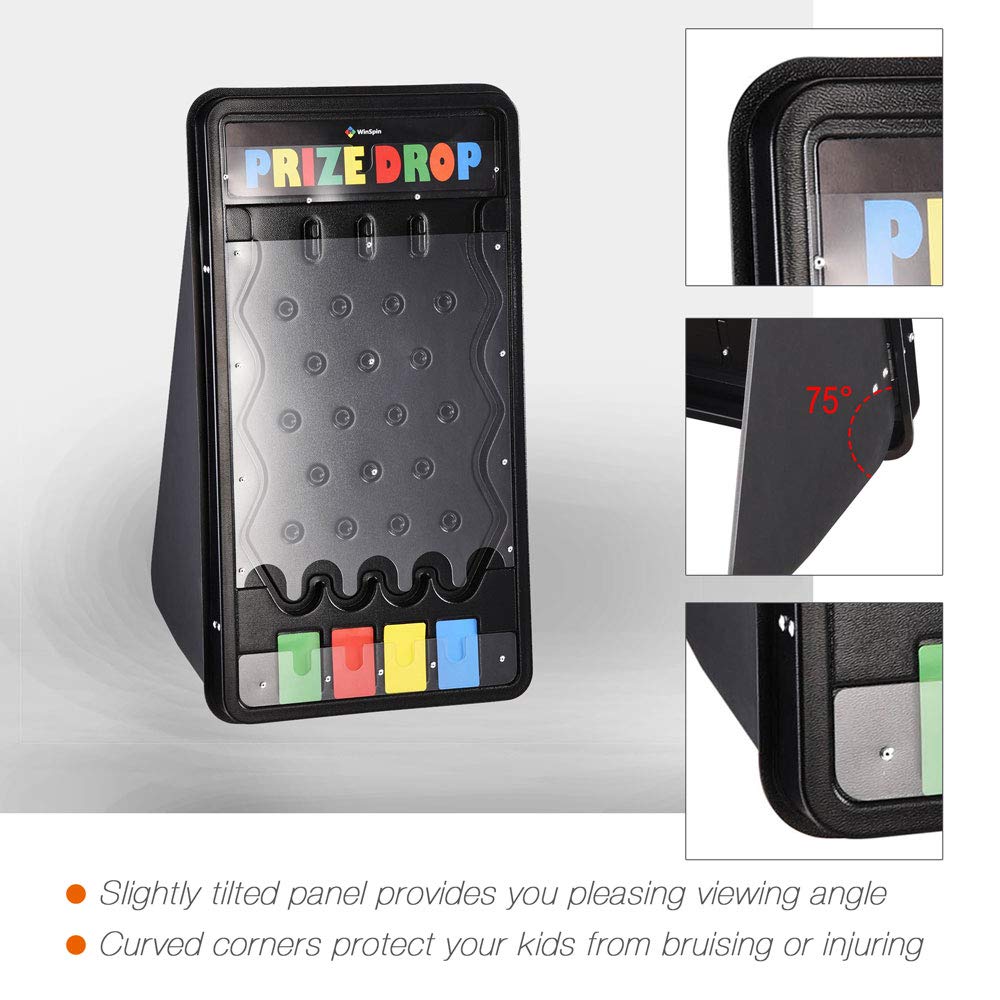 WinSpin
PRIZE DROP
PI
75°
Slightly tilted panel provides you pleasing viewing angle
Curved corners protect your kids from bruising or injuring